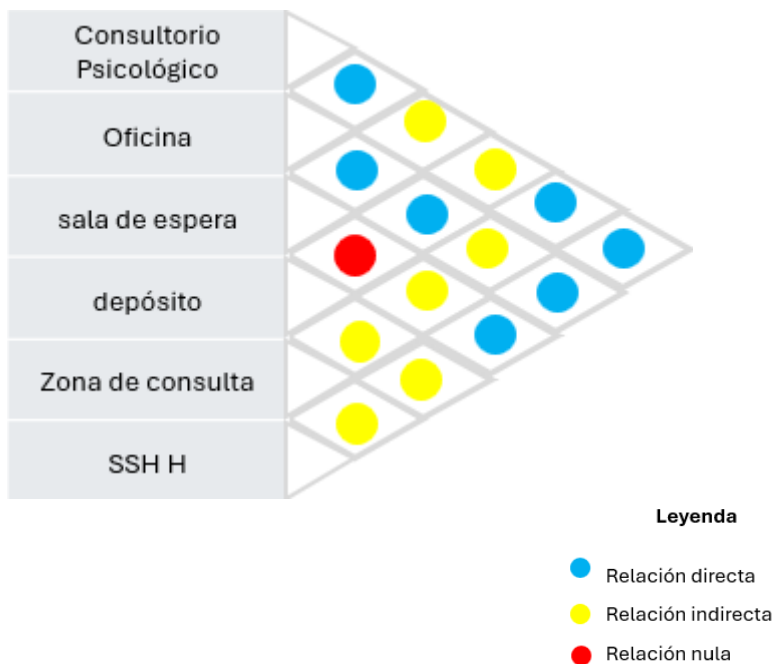 Consultorio
Psicológico
Oficina
sala de espera
depósito
Zona de consulta
SSH H
Leyenda
Relación directa
Relación indirecta
Relación nula